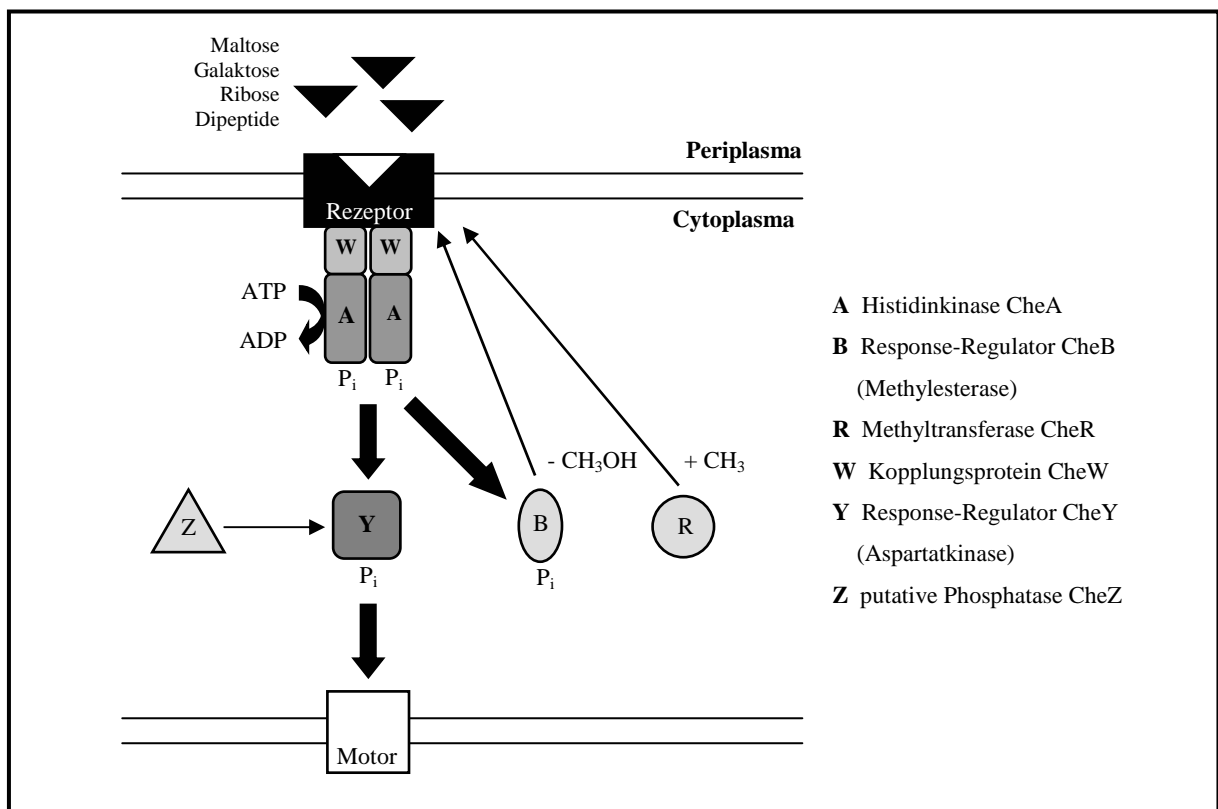 Maltose
Galaktose
Ribose
Dipeptide
Periplasma
Rezeptor
Cytoplasma
W W
ATP
A A
ADP
Pi Pi
- CH3OH + CH3
Z
Y
B
R
Pi
Pi
Motor
A Histidinkinase CheA
B Response-Regulator CheB
(Methylesterase)
R Methyltransferase CheR
W Kopplungsprotein CheW
Y Response-Regulator CheY
(Aspartatkinase)
Z putative Phosphatase CheZ